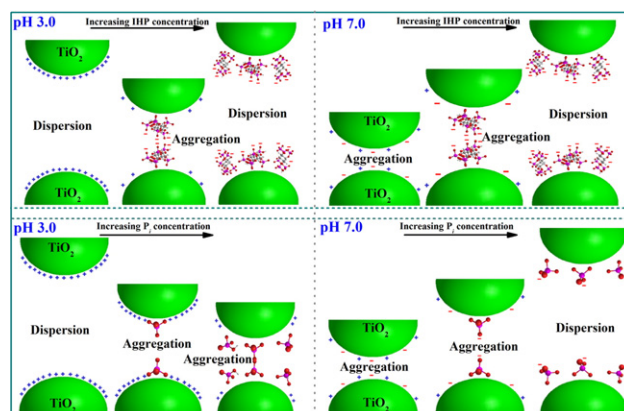 pH 3.0
Increasing IHP concentration
TiO2
Dispersion
Aggregation
Dispersion
TiO2
pH 7.0
Increasing IHP concentration
TiO2
Aggregation
TiO2
Aggregation
Dispersion
pH 3.0
Increasing Pi concentration
TiO2
Dispersion
Aggregation
Aggregation
TiO2
pH 7.0
Increasing Pi concentration
TiO2
Aggregation
TiO2
Aggregation
Dispersion